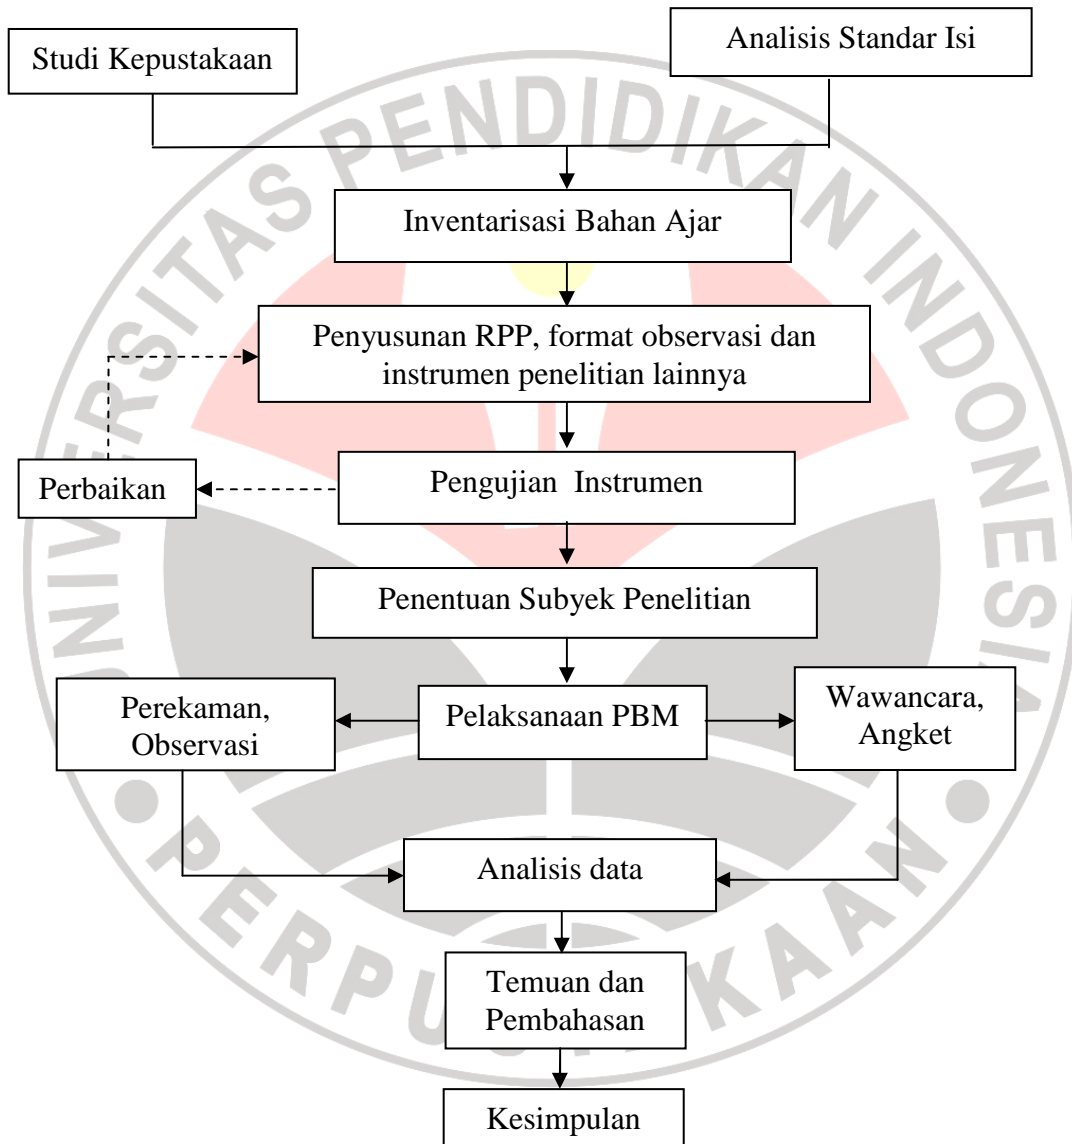 Studi Kepustakaan
Analisis Standar Isi
Inventarisasi Bahan Ajar
Penyusunan RPP, format observasi dan
instrumen penelitian lainnya
Perbaikan
Pengujian  Instrumen
Penentuan Subyek Penelitian
Perekaman,
Observasi
Pelaksanaan PBM
Wawancara,
Angket
Analisis data
Temuan dan
Pembahasan
Kesimpulan
UNIVERSITAS PENDIDIKAN INDONESIA
PERPUSTAKAAN